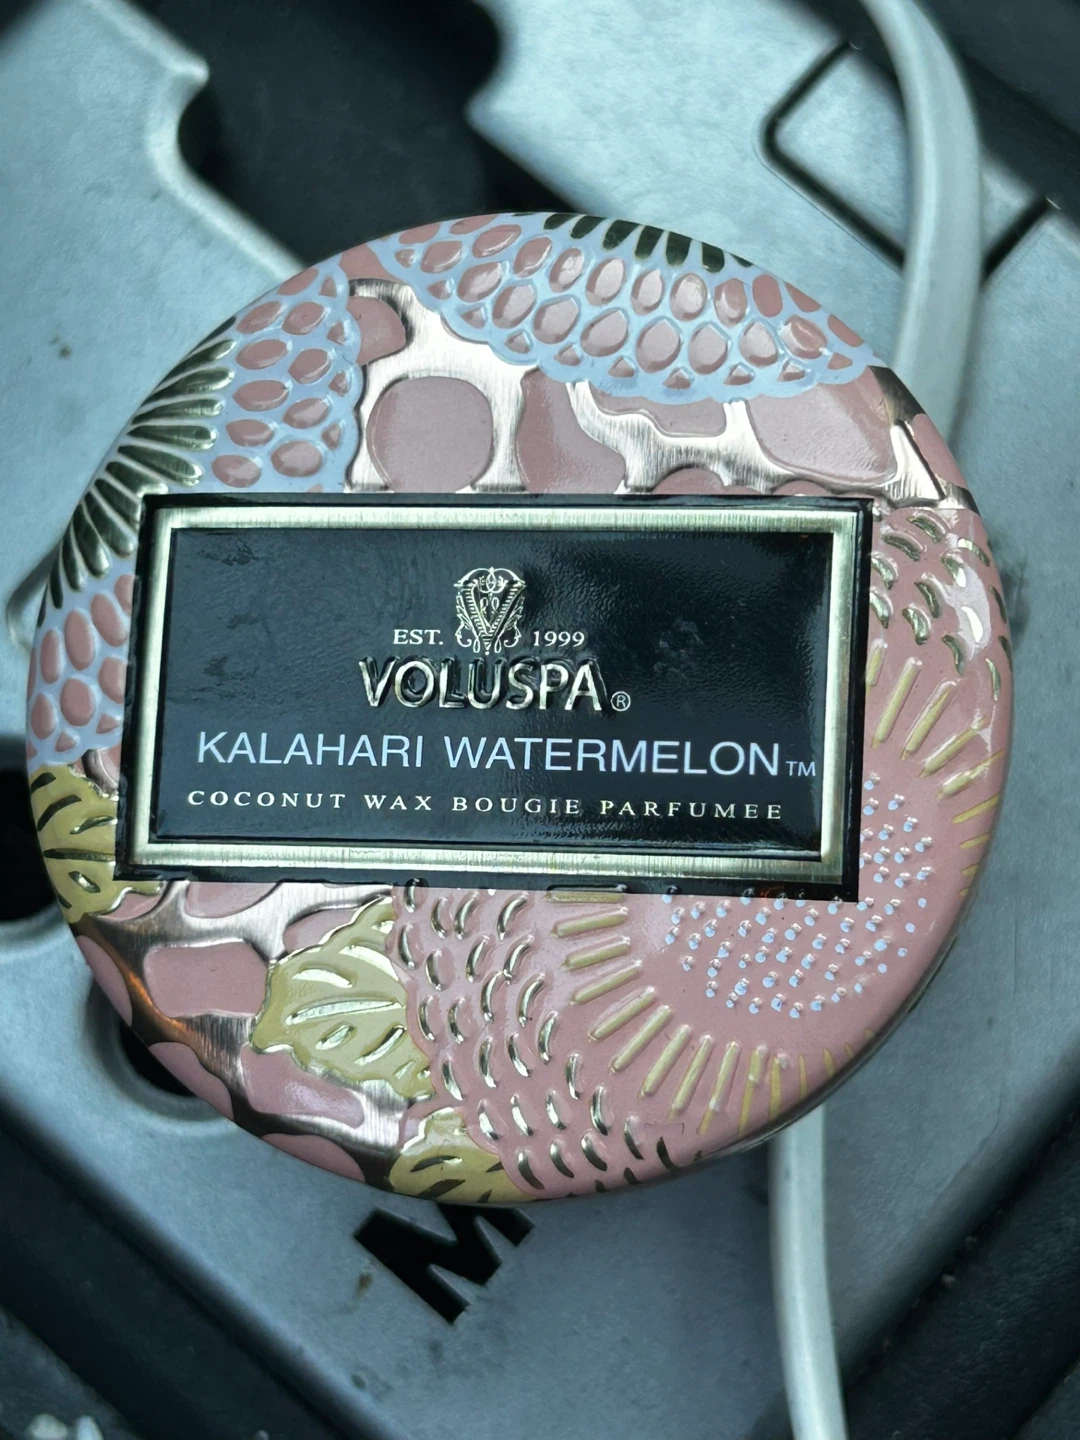 EST. 1999
VOLUSPA®
KALAHARI WATERMELON™
COCONUT WAX BOUGIE PARFUMEE
M